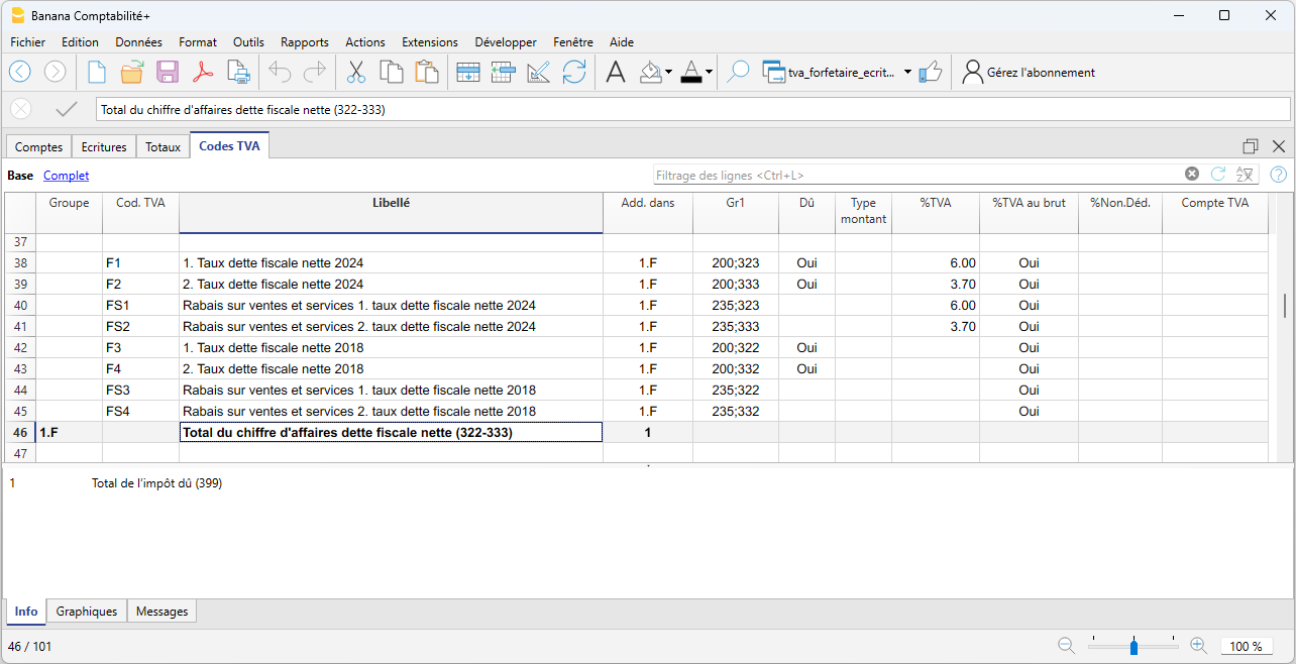 Banana Comptabilité+
Fichier Edition Données Format Outils Rapports Actions Extensions Développer Fenêtre Aide
tva_forfetaire_ecrit... Gérez l'abonnement
Total du chiffre d'affaires dette fiscale nette (322-333)
Comptes Ecritures Totaux Codes TVA
Base Complet Filtrage des lignes <Ctrl+L>
Groupe Cod. TVA Libellé Add. dans Gr1 Dû Type montant %TVA %TVA au brut %Non.Déd. Compte TVA
37
38 F1 1. Taux dette fiscale nette 2024 1.F 200;323 Oui 6.00 Oui
39 F2 2. Taux dette fiscale nette 2024 1.F 200;333 Oui 3.70 Oui
40 FS1 Rabais sur ventes et services 1. taux dette fiscale nette 2024 1.F 235;323 6.00 Oui
41 FS2 Rabais sur ventes et services 2. taux dette fiscale nette 2024 1.F 235;333 3.70 Oui
42 F3 1. Taux dette fiscale nette 2018 1.F 200;322 Oui Oui
43 F4 2. Taux dette fiscale nette 2018 1.F 200;332 Oui Oui
44 FS3 Rabais sur ventes et services 1. taux dette fiscale nette 2018 1.F 235;322 Oui
45 FS4 Rabais sur ventes et services 2. taux dette fiscale nette 2018 1.F 235;332 Oui
46 1.F Total du chiffre d'affaires dette fiscale nette (322-333) 1
47
1 Total de l'impôt dû (399)
Info Graphiques Messages
46 / 101 100 %